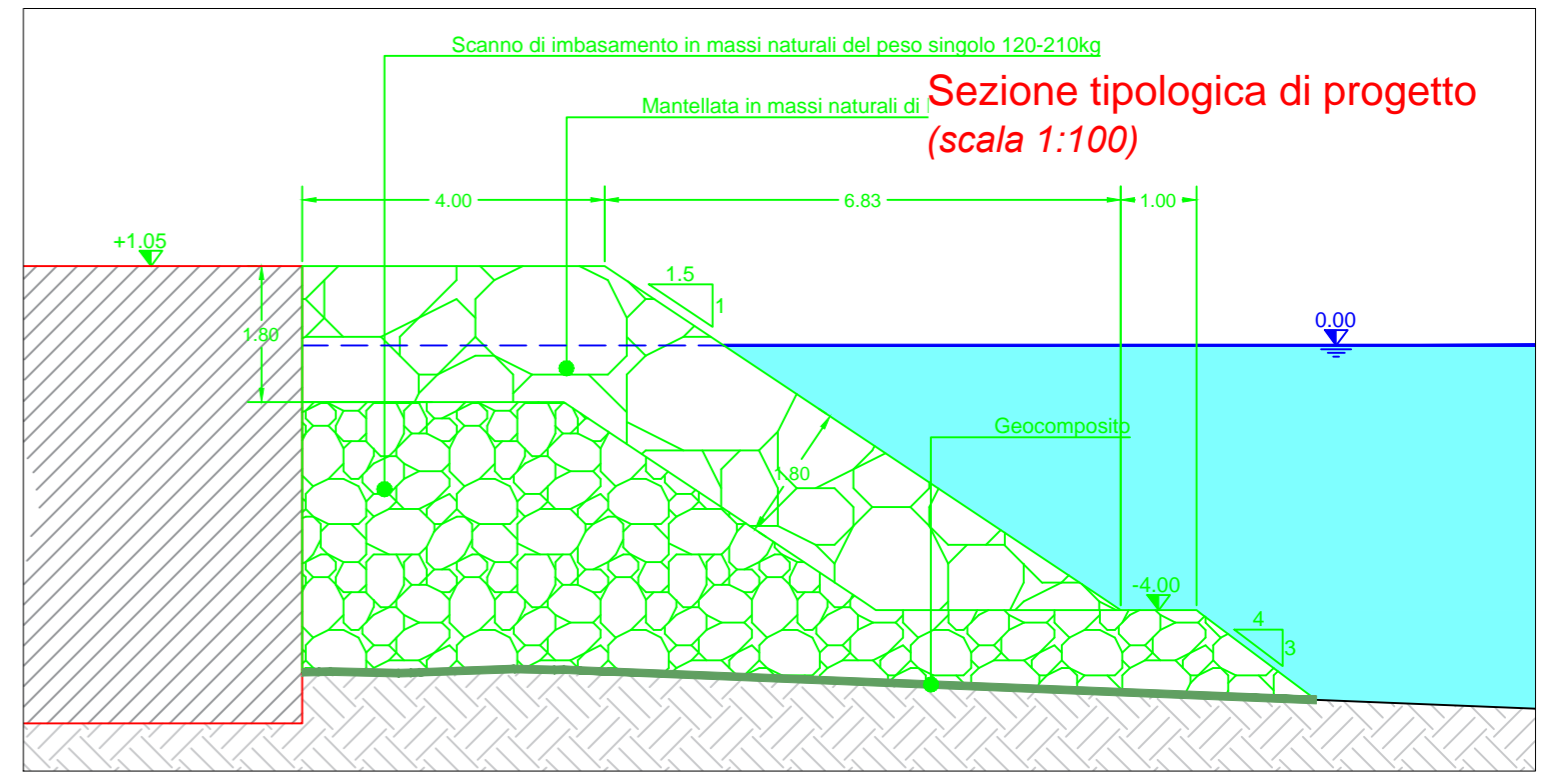 Scanno di imbasamento in massi naturali del peso singolo 120-210kg
Sezione tipologica di progetto
Mantellata in massi naturali di
(scala 1:100)
4.00
6.83
1.00
+1.05
1.5
1
1.80
0.00
Geocomposito
1.80
-4.00
4
3